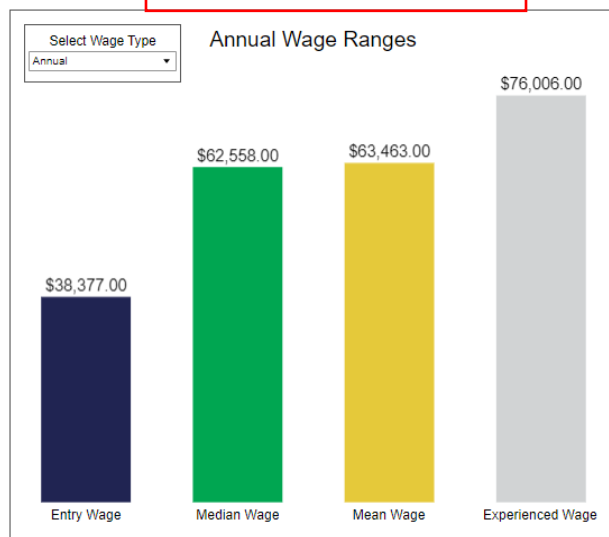 Select Wage Type
Annual
Annual Wage Ranges
$76,006.00
$62,558.00
$63,463.00
$38,377.00
Entry Wage
Median Wage
Mean Wage
Experienced Wage